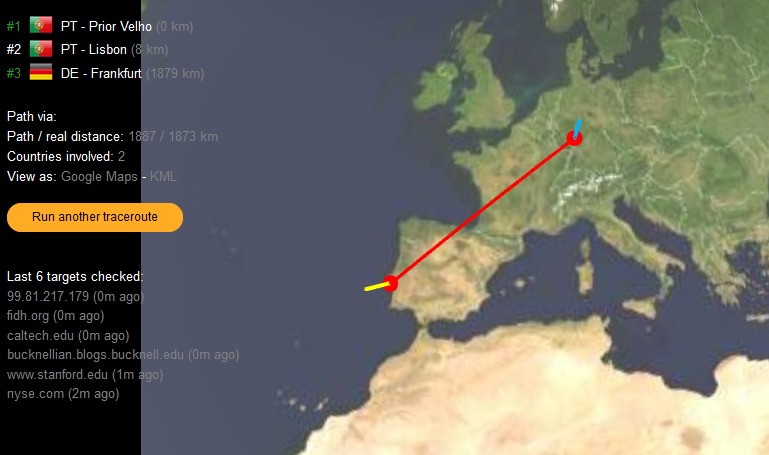 #1 PT - Prior Velho (0 km)
#2 PT - Lisbon (8 km)
#3 DE - Frankfurt (1879 km)
Path via:
Path / real distance: 1887 / 1873 km
Countries involved: 2
View as: Google Maps - KML
Run another traceroute
Last 6 targets checked:
99.81.217.179 (0m ago)
fidh.org (0m ago)
caltech.edu (0m ago)
bucknellian.blogs.bucknell.edu (0m ago)
www.stanford.edu (1m ago)
nyse.com (2m ago)